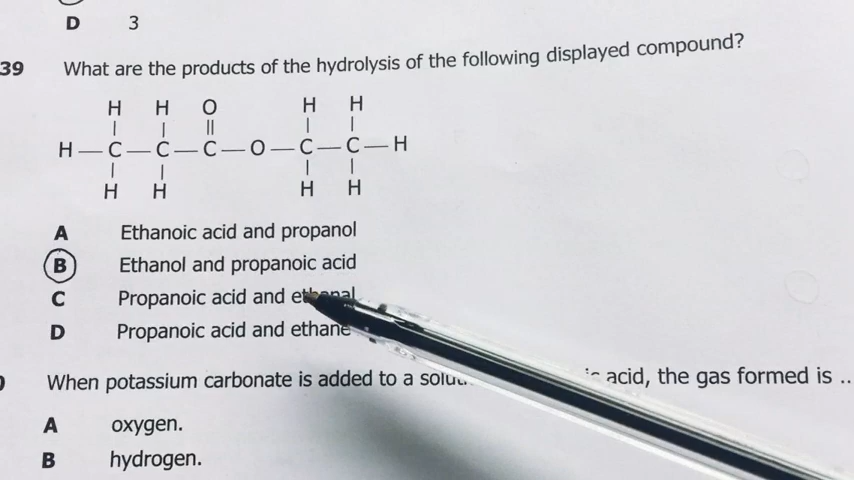 D 3
39 What are the products of the hydrolysis of the following displayed compound?
H H O H H
H — C — C — C — O — C — C — H
H H H H
A Ethanoic acid and propanol
B Ethanol and propanoic acid
C Propanoic acid and
D Propanoic acid and ethane
When potassium carbonate is added to a acid, the gas formed is ..
A oxygen.
B hydrogen.